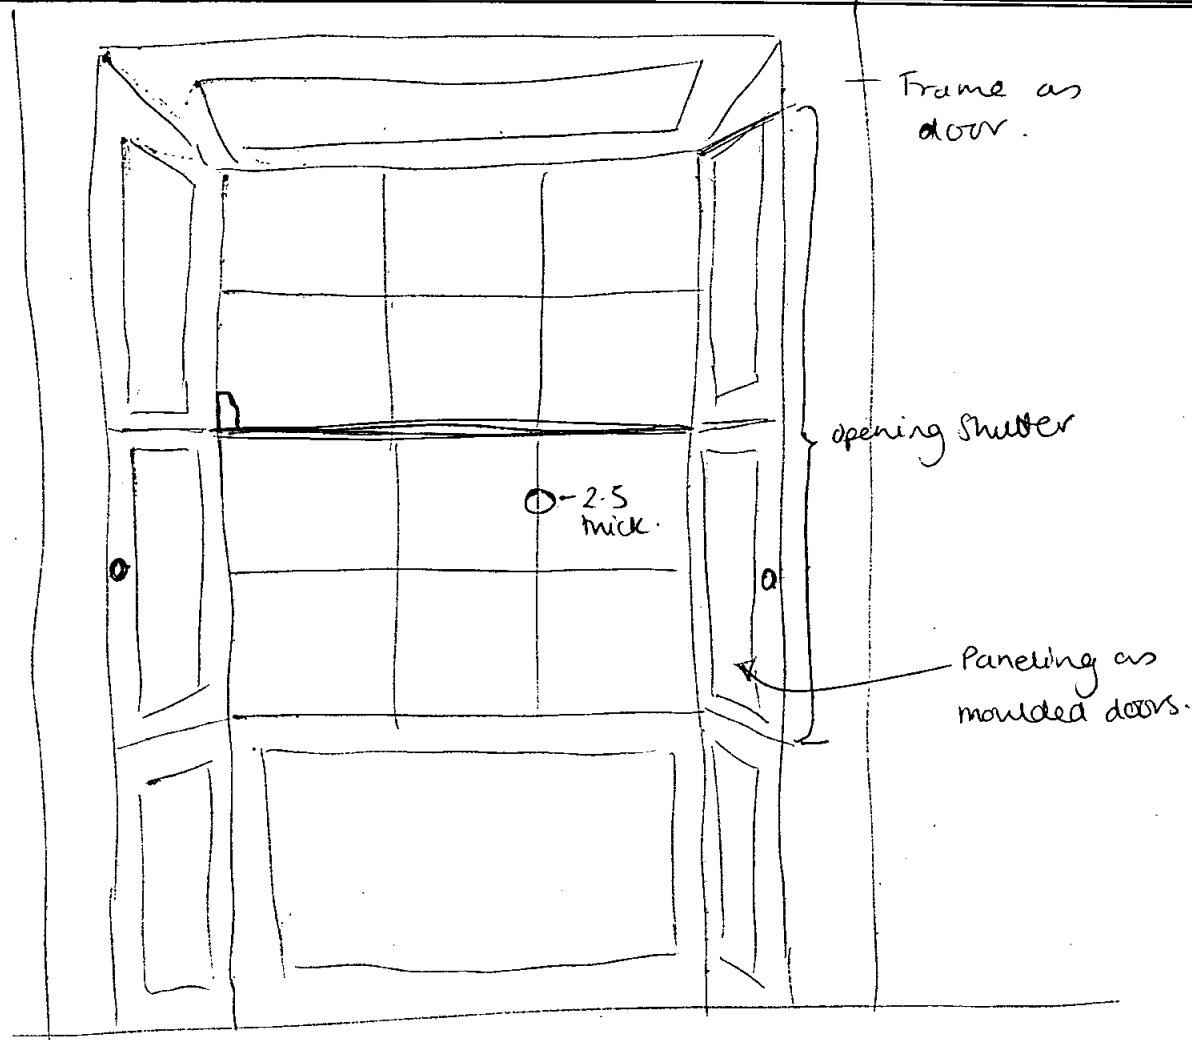 Frame as
door.
opening shutter
2.5
thick.
Paneling as
moulded doors.